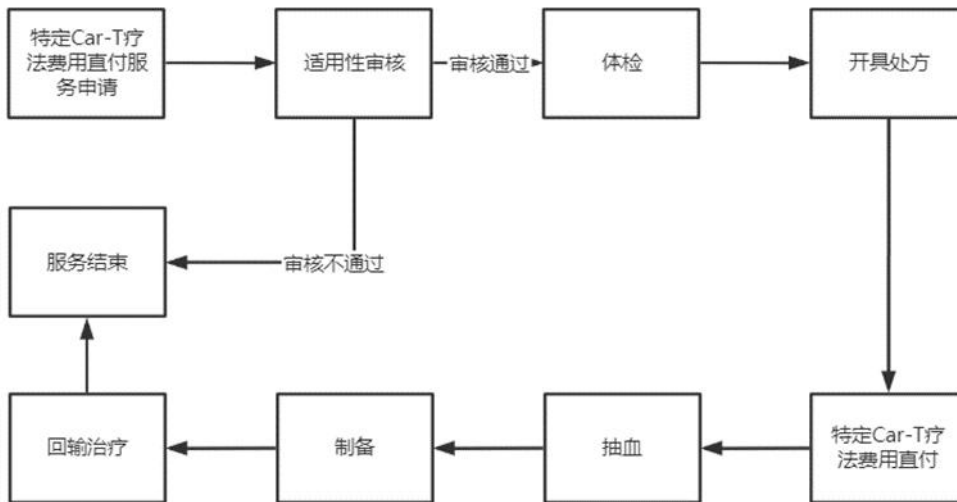 特定Car-T疗
法费用直付服
务申请
适用性审核
审核通过
体检
开具处方
服务结束
审核不通过
回输治疗
制备
抽血
特定Car-T疗
法费用直付